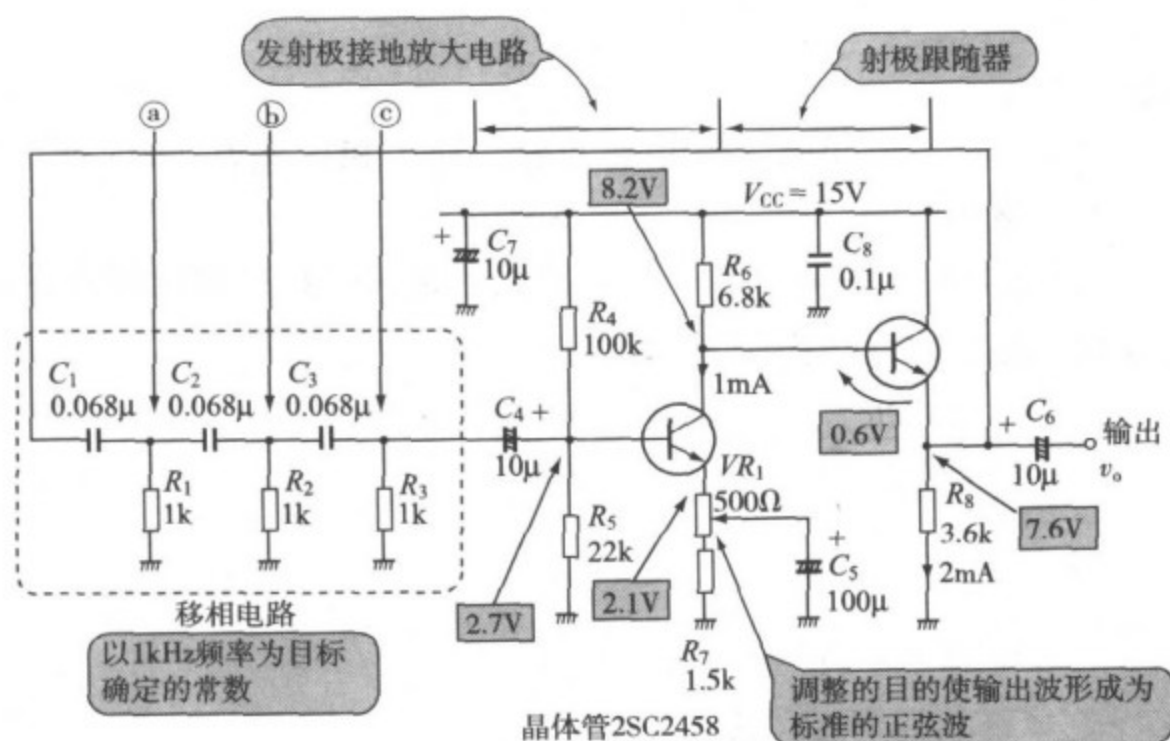 发射极接地放大电路
射极跟随器
ⓐ
ⓑ
ⓒ
8.2V
V_CC = 15V
+
C₇
10μ
C₈
0.1μ
R₆
6.8k
R₄
100k
C₁
0.068μ
C₂
0.068μ
C₃
0.068μ
1mA
C₄ +
10μ
0.6V
+ C₆
10μ
输出
vₒ
R₁
1k
R₂
1k
R₃
1k
VR₁
500Ω
R₅
22k
+
C₅
100μ
R₈
3.6k
7.6V
2mA
2.7V
2.1V
移相电路
R₇
1.5k
以1kHz频率为目标
确定的常数
调整的目的使输出波形成为
标准的正弦波
晶体管2SC2458